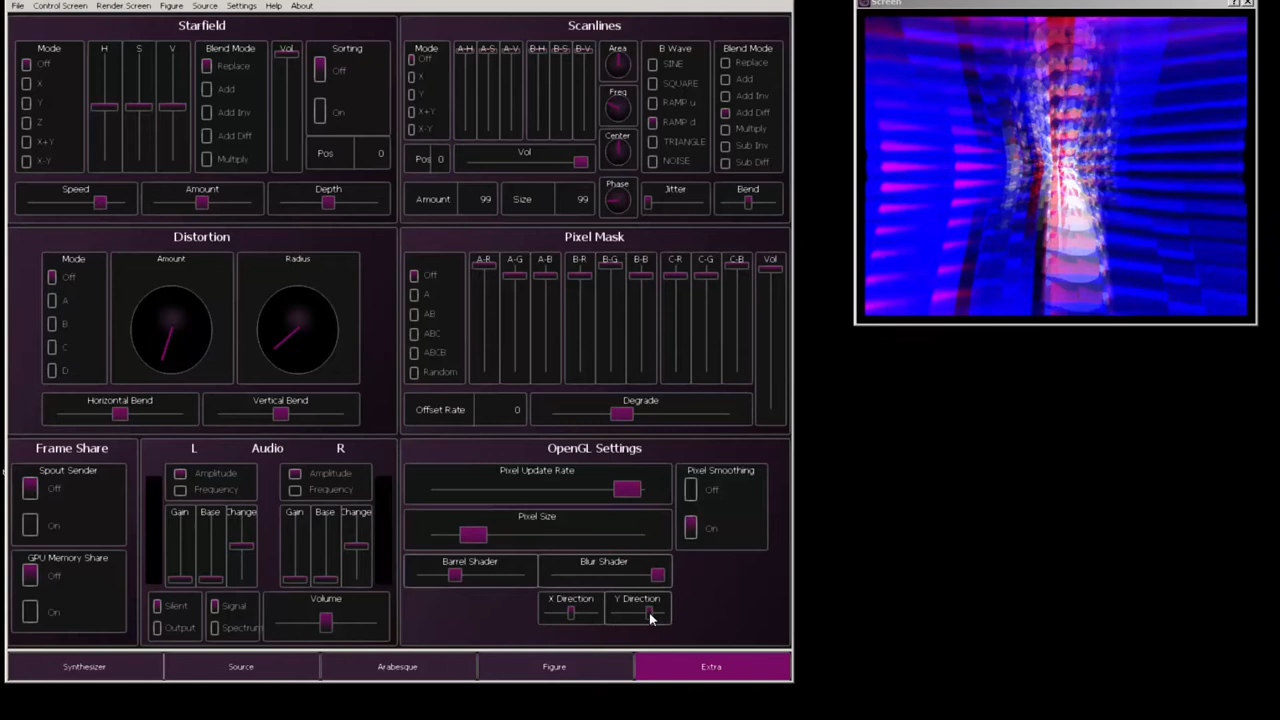 File Control Screen Render Screen Figure Source Settings Help About
Screen
Starfield
Mode
Off
X
Y
Z
X+Y
X-Y
H S V
Blend Mode
Replace
Add
Add Inv
Add Diff
Multiply
Vol
Sorting
Off
On
Pos 0
Speed
Amount
Depth
Scanlines
Mode
Off
X
Y
X+Y
X-Y
A-H A-S A-V B-H B-S B-V
Area
Freq
Center
Phase
B Wave
SINE
SQUARE
RAMP u
RAMP d
TRIANGLE
NOISE
Blend Mode
Replace
Add
Add Inv
Add Diff
Multiply
Sub Inv
Sub Diff
Pos 0
Vol
Amount 99
Size 99
Jitter
Bend
Distortion
Mode
Off
A
B
C
D
Amount
Radius
Horizontal Bend
Vertical Bend
Pixel Mask
Off
A
AB
ABC
ABCB
Random
A-R A-G A-B B-R B-G B-B C-R C-G C-B Vol
Offset Rate 0
Degrade
Frame Share
Spout Sender
Off
On
GPU Memory Share
Off
On
L Audio R
Amplitude
Frequency
Gain Base Change
Amplitude
Frequency
Gain Base Change
Silent
Output
Signal
Spectrum
Volume
OpenGL Settings
Pixel Update Rate
Pixel Size
Pixel Smoothing
Off
On
Barrel Shader
Blur Shader
X Direction
Y Direction
Synthesizer Source Arabesque Figure Extra